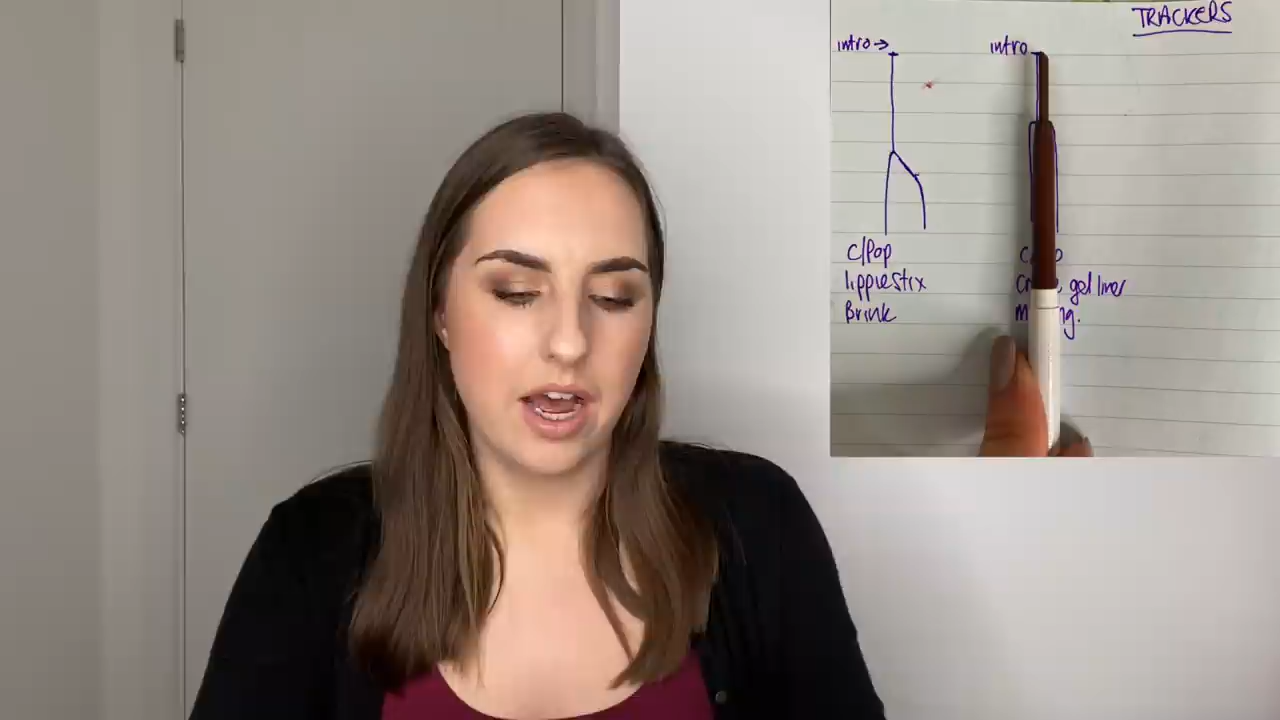 TRACKERS
intro→
intro
c/Pop
lippiestix
Brink
gel liner